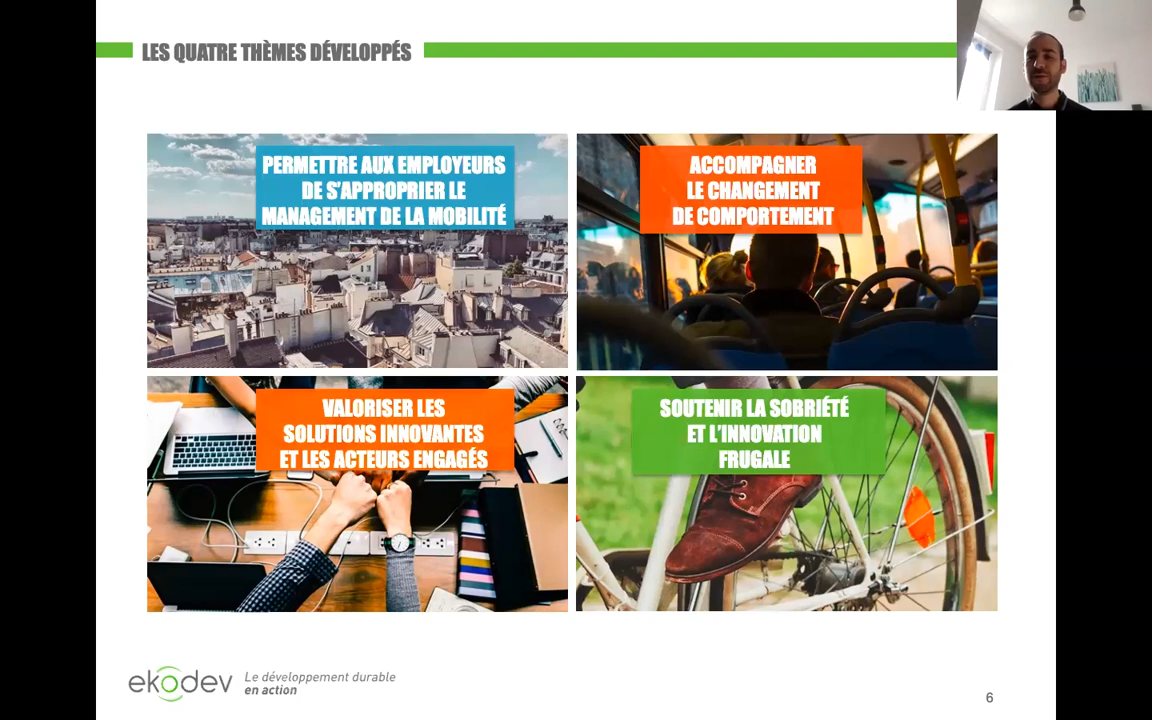 LES QUATRE THÈMES DÉVELOPPÉS
PERMETTRE AUX EMPLOYEURS
DE S'APPROPRIER LE
MANAGEMENT DE LA MOBILITÉ
ACCOMPAGNER
LE CHANGEMENT
DE COMPORTEMENT
VALORISER LES
SOLUTIONS INNOVANTES
ET LES ACTEURS ENGAGÉS
SOUTENIR LA SOBRIÉTÉ
ET L'INNOVATION
FRUGALE
ekodev
Le développement durable
en action
6